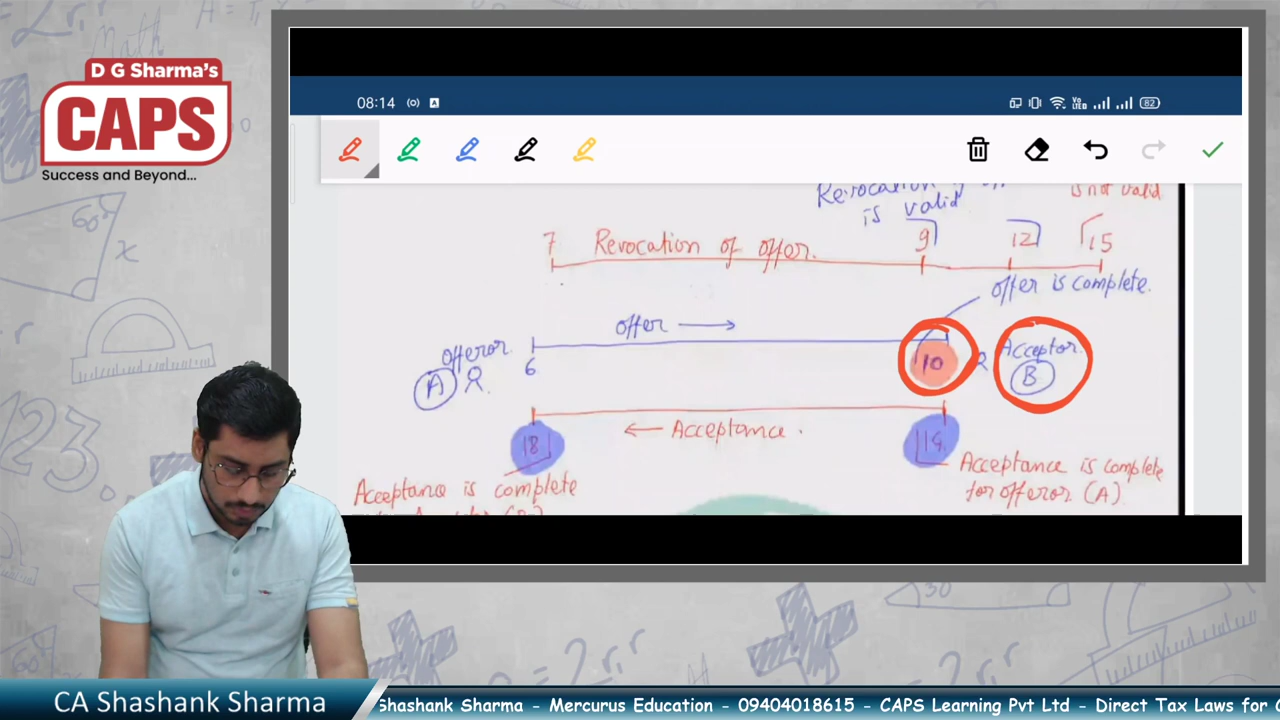 D G Sharma's
CAPS
Success and Beyond...
08:14
82
Revocation
is valid
is not valid
7 Revocation of offer. 9 12 15
offer is complete.
offer
offeror.
A
6
10
Acceptor
B
18
Acceptance
Acceptance is complete
for offeror (A)
Acceptance is complete
CA Shashank Sharma
Shashank Sharma - Mercurus Education - 09404018615 - CAPS Learning Pvt Ltd - Direct Tax Laws for